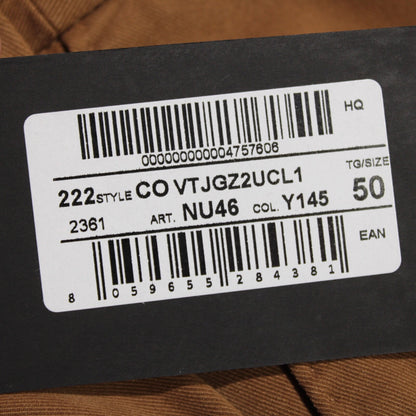 HQ
000000000004757606
222 STYLE CO VTJGZ2UCL1 TG/SIZE
2361 ART. NU46 COL. Y145 50
EAN
8 059655 284381